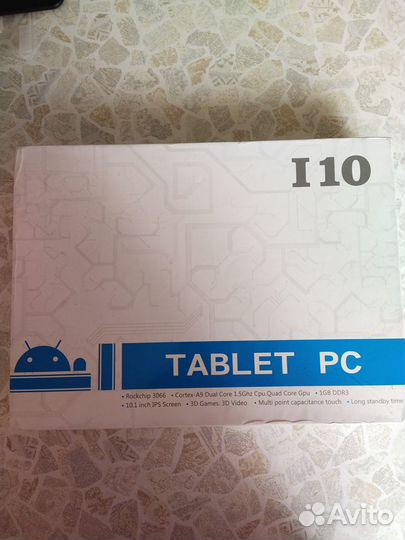 I10
TABLET PC
• Rockchip 3066 • Cortex-A9 Dual Core 1.5Ghz Cpu.Quad Core Gpu • 1GB DDR3
• 10.1 inch IPS Screen • 3D Games. 3D Video • Multi point capacitance touch • Long standby time
Avito